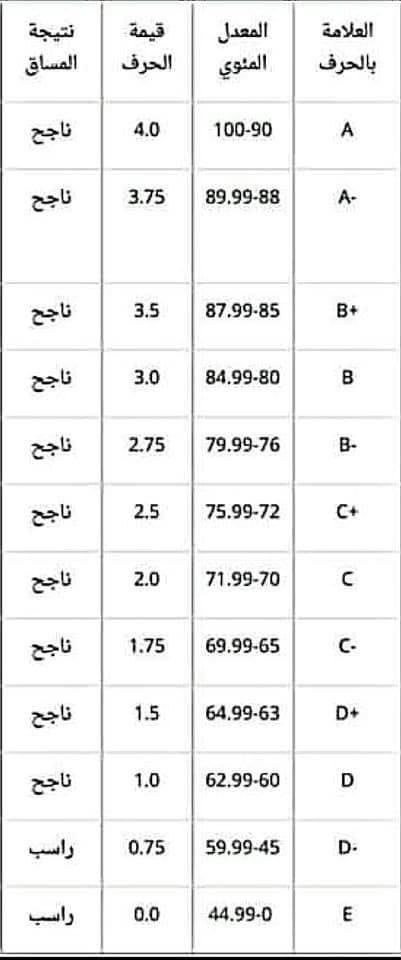 العلامة بالحرف	المعدل المئوي	قيمة الحرف	نتيجة المساق
A	100-90	4.0	ناجح
A-	89.99-88	3.75	ناجح
B+	87.99-85	3.5	ناجح
B	84.99-80	3.0	ناجح
B-	79.99-76	2.75	ناجح
C+	75.99-72	2.5	ناجح
C	71.99-70	2.0	ناجح
C-	69.99-65	1.75	ناجح
D+	64.99-63	1.5	ناجح
D	62.99-60	1.0	ناجح
D-	59.99-45	0.75	راسب
E	44.99-0	0.0	راسب